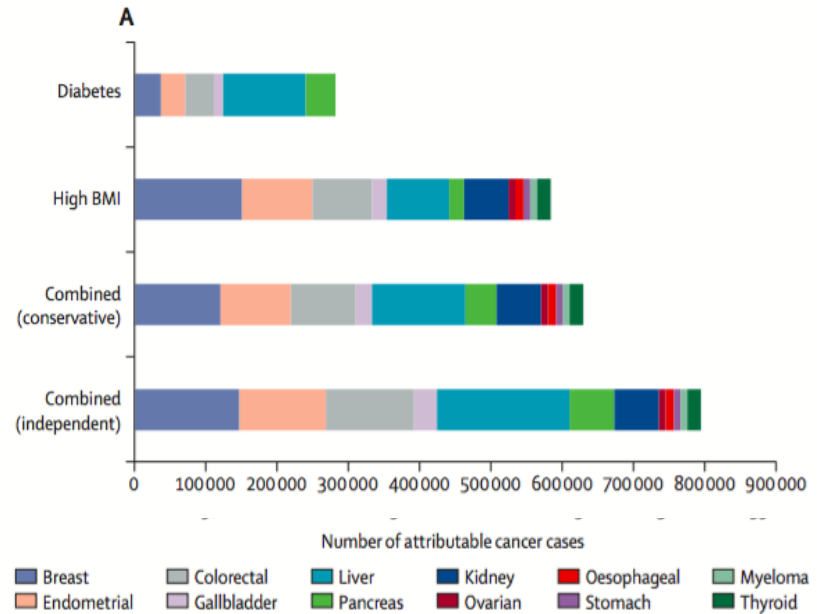 A
Diabetes
High BMI
Combined
(conservative)
Combined
(independent)
0 100 000 200 000 300 000 400 000 500 000 600 000 700 000 800 000 900 000
Number of attributable cancer cases
Breast Colorectal Liver Kidney Oesophageal Myeloma
Endometrial Gallbladder Pancreas Ovarian Stomach Thyroid